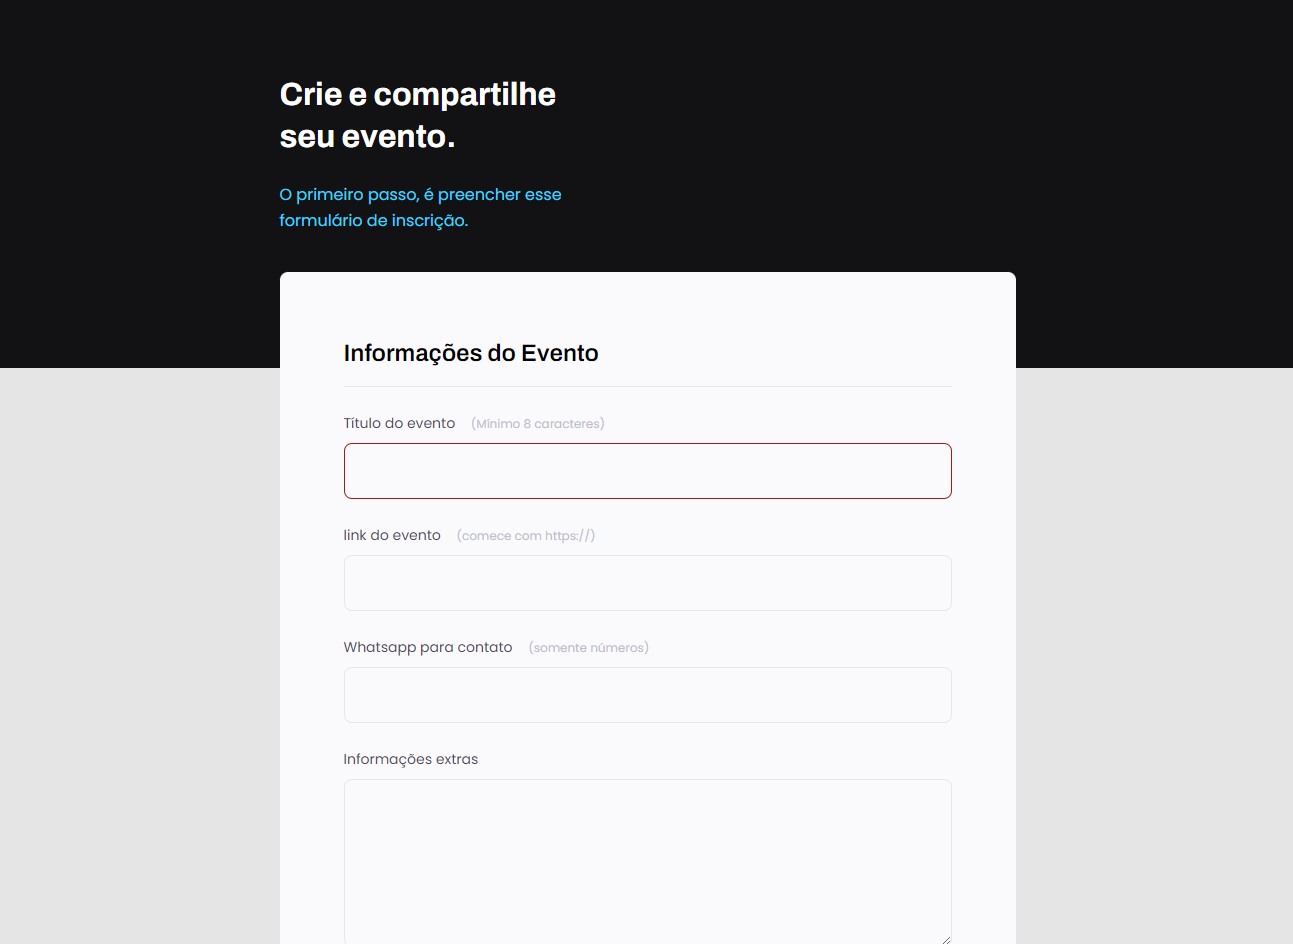 Crie e compartilhe
seu evento.
O primeiro passo, é preencher esse
formulário de inscrição.
Informações do Evento
Título do evento (Mínimo 8 caracteres)
link do evento (comece com https://)
Whatsapp para contato (somente números)
Informações extras